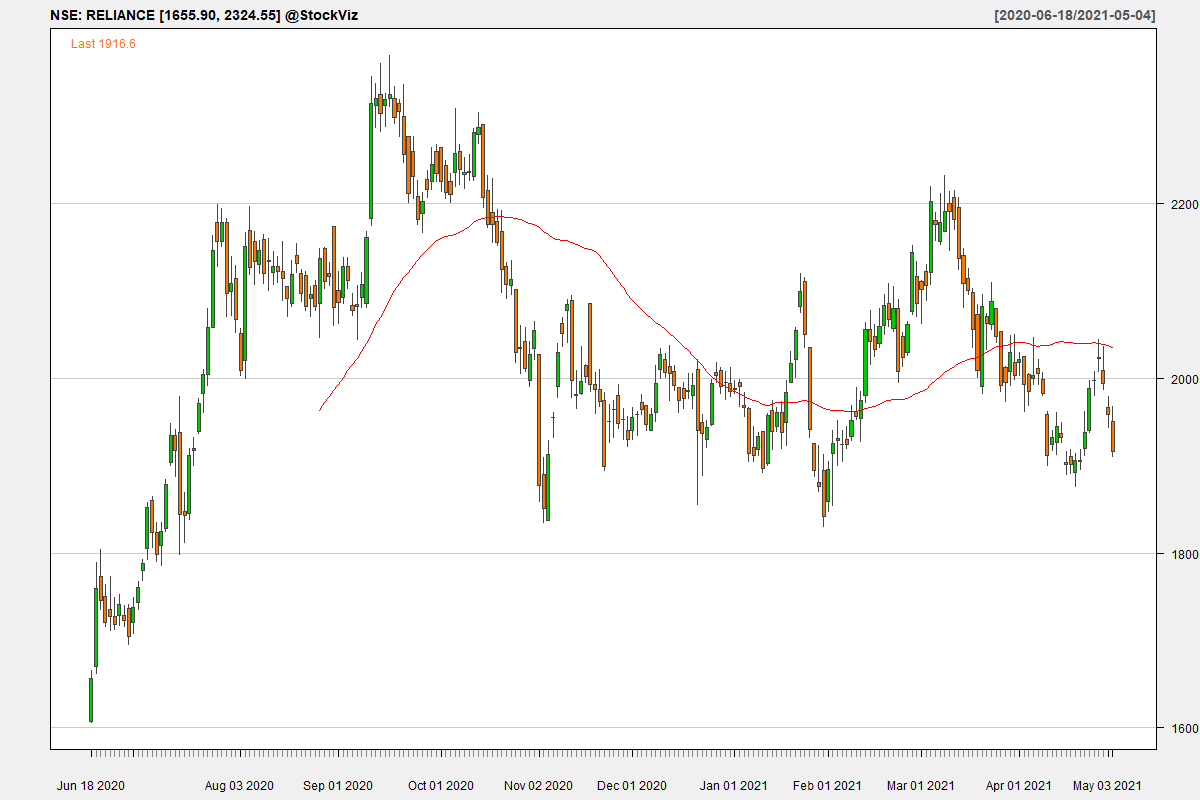 NSE: RELIANCE [1655.90, 2324.55] @StockViz [2020-06-18/2021-05-04]
Last 1916.6
2200
2000
1800
1600
Jun 18 2020 Aug 03 2020 Sep 01 2020 Oct 01 2020 Nov 02 2020 Dec 01 2020 Jan 01 2021 Feb 01 2021 Mar 01 2021 Apr 01 2021 May 03 2021